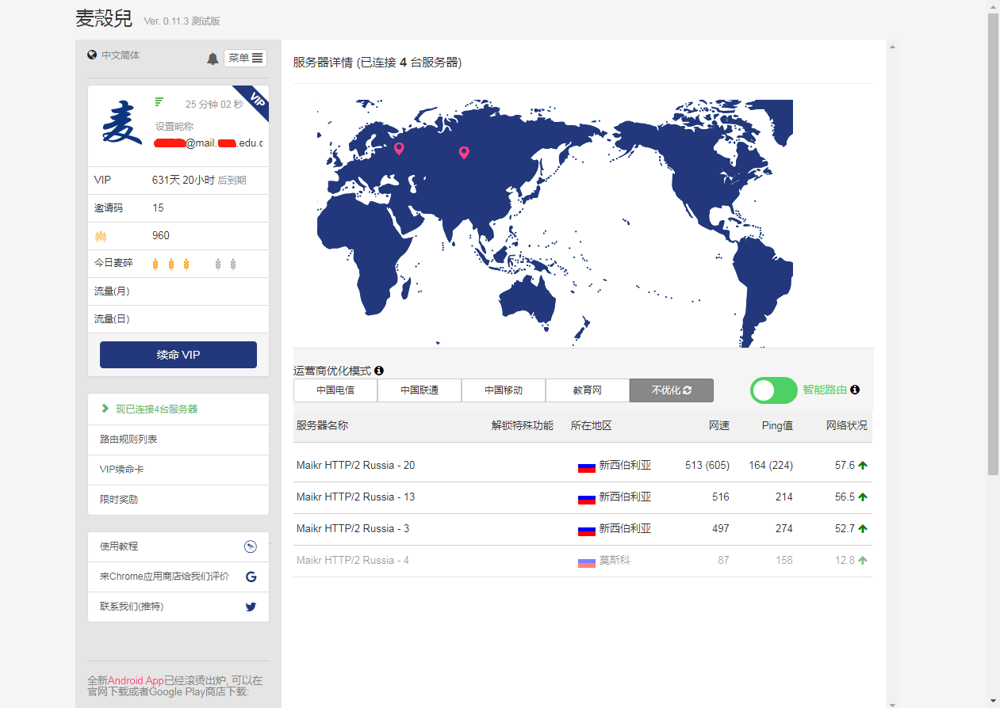 麦殼兒 Ver. 0.11.3 测试版
中文简体
菜单
VIP
25 分钟 02 秒
麦
设置昵称
@mail. .edu.c
VIP 631天 20小时 后到期
邀请码 15
960
今日麦碎
流量(月)
流量(日)
续命 VIP
现已连接4台服务器
路由规则列表
VIP续命卡
限时奖励
使用教程
来Chrome应用商店给我们评价
联系我们(推特)
全新Android App已经滚烫出炉, 可以在
官网下载或者Google Play商店下载:
服务器详情 (已连接 4 台服务器)
运营商优化模式
中国电信 中国联通 中国移动 教育网 不优化
智能路由
服务器名称 解锁特殊功能 所在地区 网速 Ping值 网络状况
Maikr HTTP/2 Russia - 20 新西伯利亚 513 (605) 164 (224) 57.6
Maikr HTTP/2 Russia - 13 新西伯利亚 516 214 56.5
Maikr HTTP/2 Russia - 3 新西伯利亚 497 274 52.7
Maikr HTTP/2 Russia - 4 莫斯科 87 158 12.8